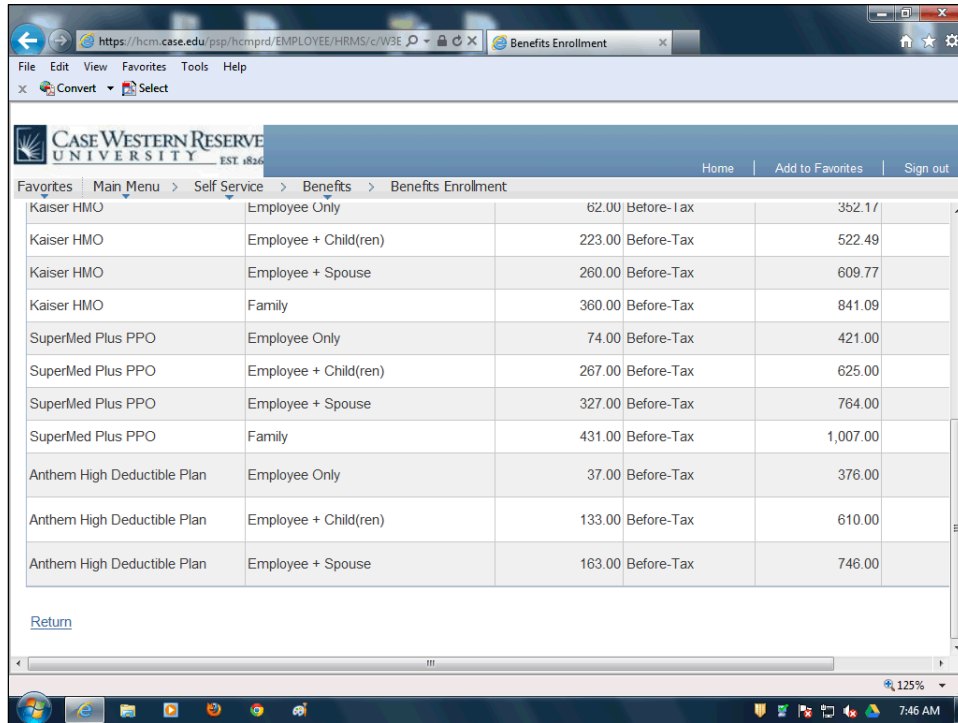 https://hcm.case.edu/psp/hcmprd/EMPLOYEE/HRMS/c/W3E
Benefits Enrollment
File Edit View Favorites Tools Help
x Convert Select
CASE WESTERN RESERVE
UNIVERSITY EST. 1826
Home | Add to Favorites | Sign out
Favorites Main Menu > Self Service > Benefits > Benefits Enrollment
Kaiser HMO Employee Only 62.00 Before-Tax 352.17
Kaiser HMO Employee + Child(ren) 223.00 Before-Tax 522.49
Kaiser HMO Employee + Spouse 260.00 Before-Tax 609.77
Kaiser HMO Family 360.00 Before-Tax 841.09
SuperMed Plus PPO Employee Only 74.00 Before-Tax 421.00
SuperMed Plus PPO Employee + Child(ren) 267.00 Before-Tax 625.00
SuperMed Plus PPO Employee + Spouse 327.00 Before-Tax 764.00
SuperMed Plus PPO Family 431.00 Before-Tax 1,007.00
Anthem High Deductible Plan Employee Only 37.00 Before-Tax 376.00
Anthem High Deductible Plan Employee + Child(ren) 133.00 Before-Tax 610.00
Anthem High Deductible Plan Employee + Spouse 163.00 Before-Tax 746.00
Return
125%
7:46 AM